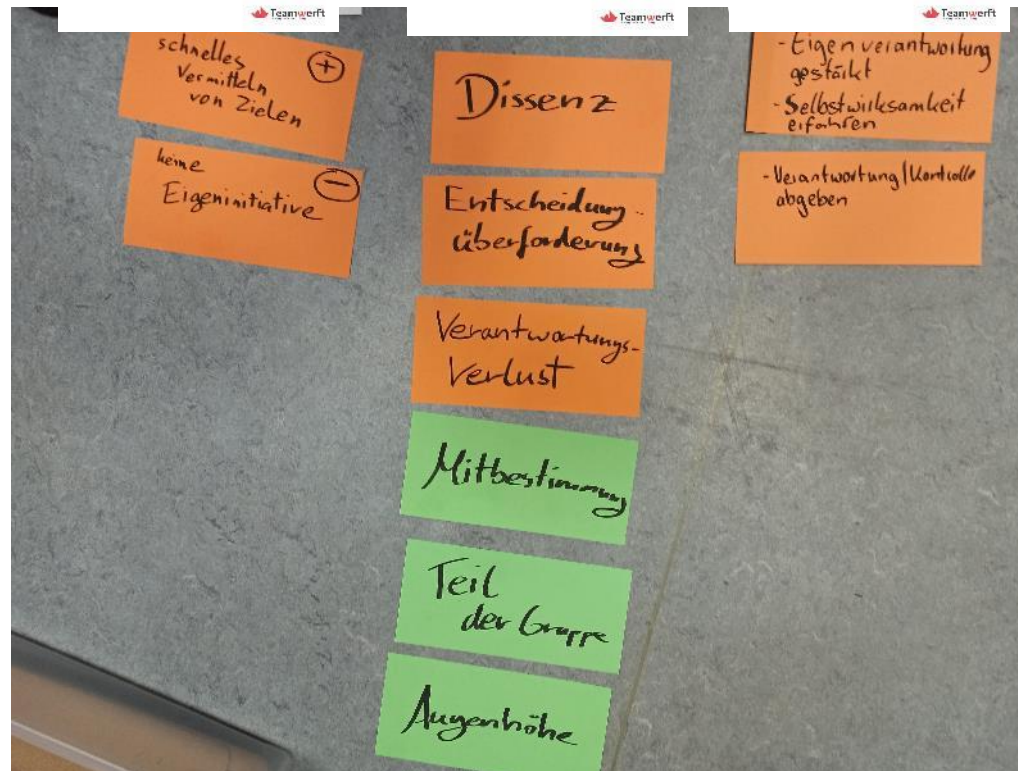 Teamwerft
schnelles
Vermitteln
von Zielen
+
keine
Eigeninitiative
−
Teamwerft
Dissenz
Entscheidung-
überforderung
Verantwortungs-
Verlust
Mitbestimmung
Teil
der Gruppe
Augenhöhe
Teamwerft
- Eigenverantwortung
gestärkt
- Selbstwirksamkeit
erfahren
- Verantwortung/Kontrolle
abgeben